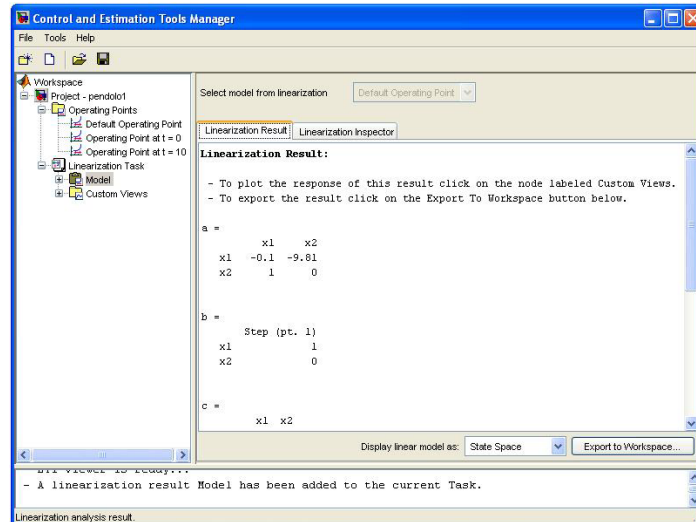 Control and Estimation Tools Manager
File Tools Help
Workspace
Project - pendolo1
Operating Points
Default Operating Point
Operating Point at t = 0
Operating Point at t = 10
Linearization Task
Model
Custom Views
Select model from linearization
Default Operating Point
Linearization Result
Linearization Inspector
Linearization Result:
- To plot the response of this result click on the node labeled Custom Views.
- To export the result click on the Export To Workspace button below.
a =
x1 x2
x1 -0.1 -9.81
x2 1 0
b =
Step (pt. 1)
x1 1
x2 0
c =
x1 x2
Display linear model as:
State Space
Export to Workspace...
- A linearization result Model has been added to the current Task.
Linearization analysis result.